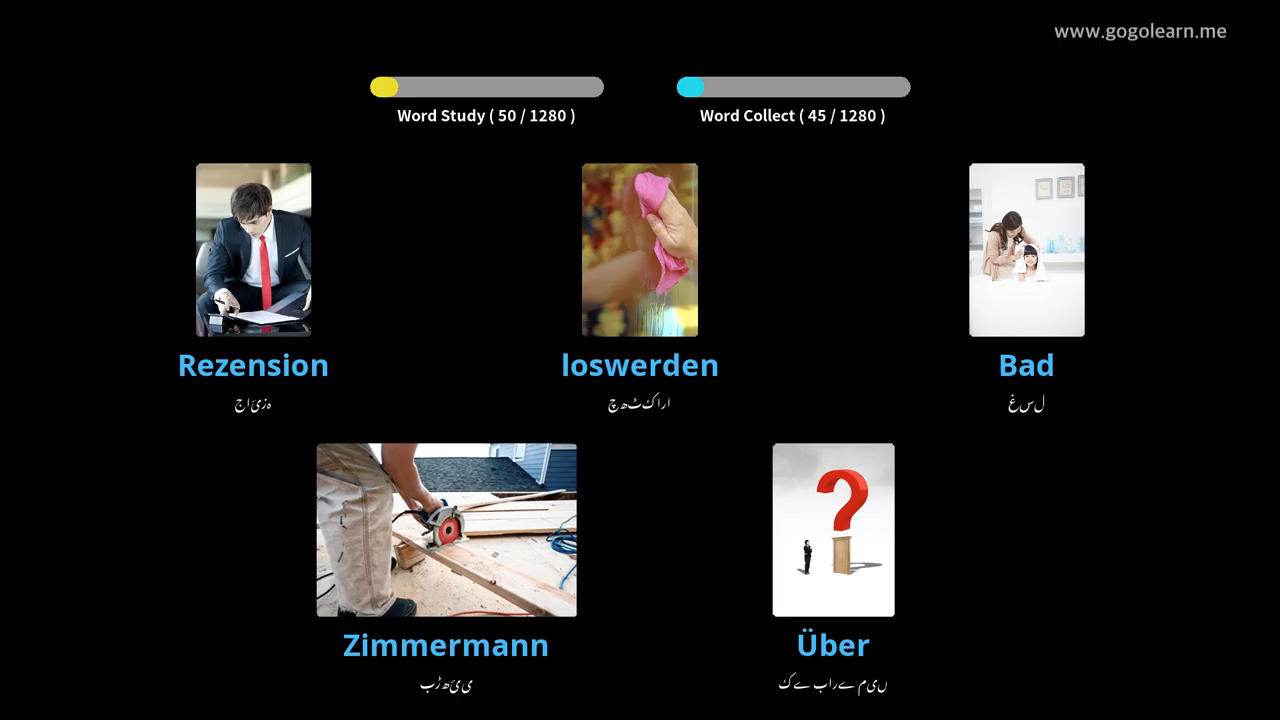 www.gogolearn.me
Word Study ( 50 / 1280 )
Word Collect ( 45 / 1280 )
Rezension
جائزہ
loswerden
چھٹکارا
Bad
غسل
Zimmermann
بڑھئی
Über
کے بارے میں